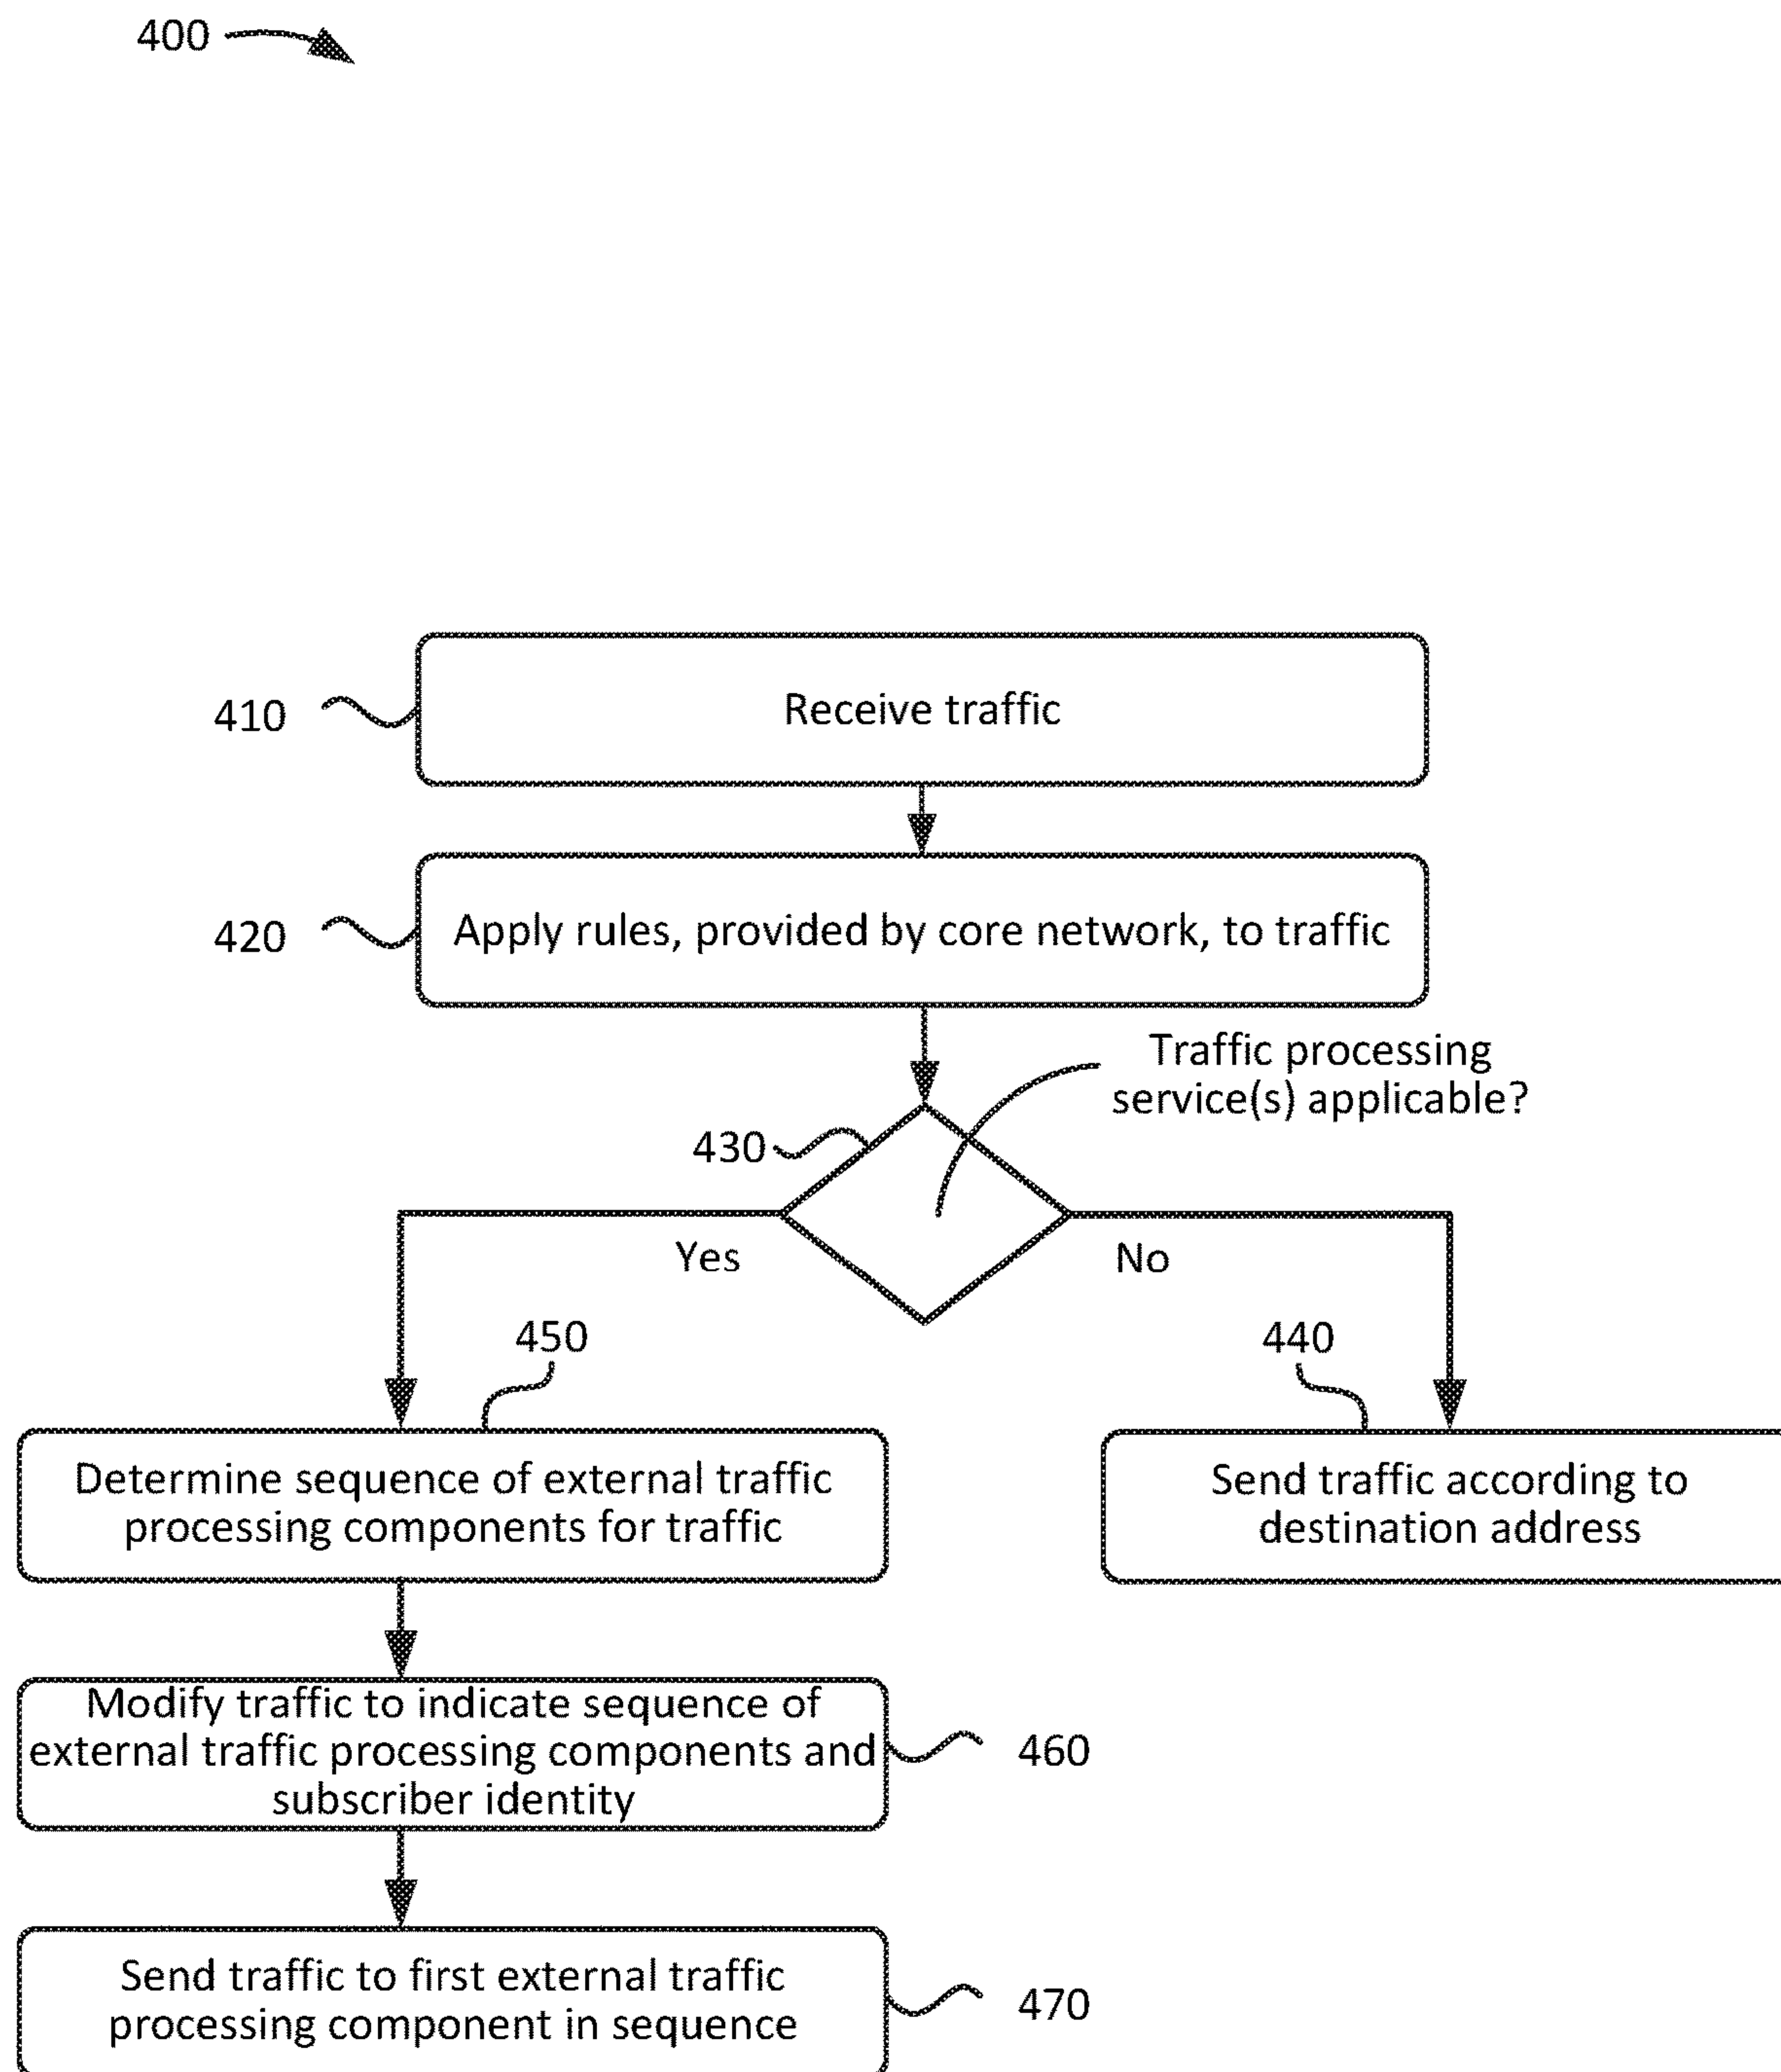 400
410
Receive traffic
420
Apply rules, provided by core network, to traffic
Traffic processing
service(s) applicable?
430
Yes
No
450
440
Determine sequence of external traffic
processing components for traffic
Send traffic according to
destination address
Modify traffic to indicate sequence of
external traffic processing components and
subscriber identity
460
Send traffic to first external traffic
processing component in sequence
470